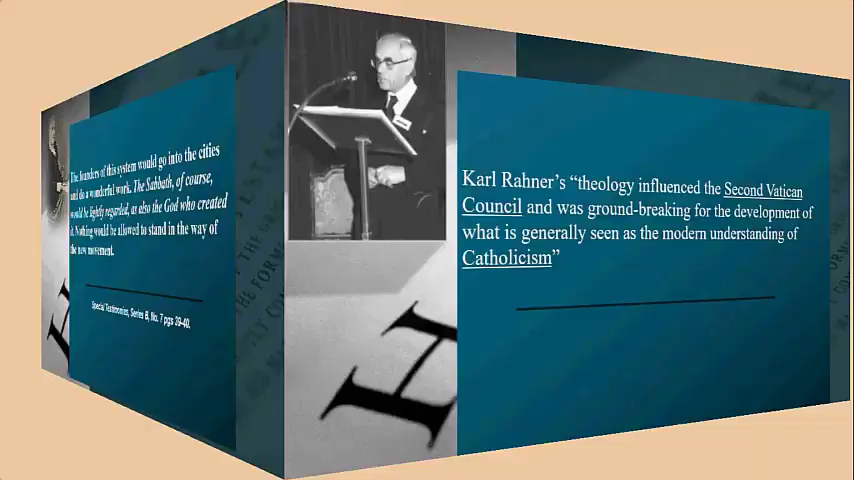 The founders of this system would go into the cities
and do a wonderful work. The Sabbath, of course,
would be lightly regarded, as also the God who created
it. Nothing would be allowed to stand in the way of
the new movement.
Special Testimonies, Series B, No. 7 pgs 39-40.
Karl Rahner’s “theology influenced the Second Vatican
Council and was ground-breaking for the development of
what is generally seen as the modern understanding of
Catholicism”
H
H